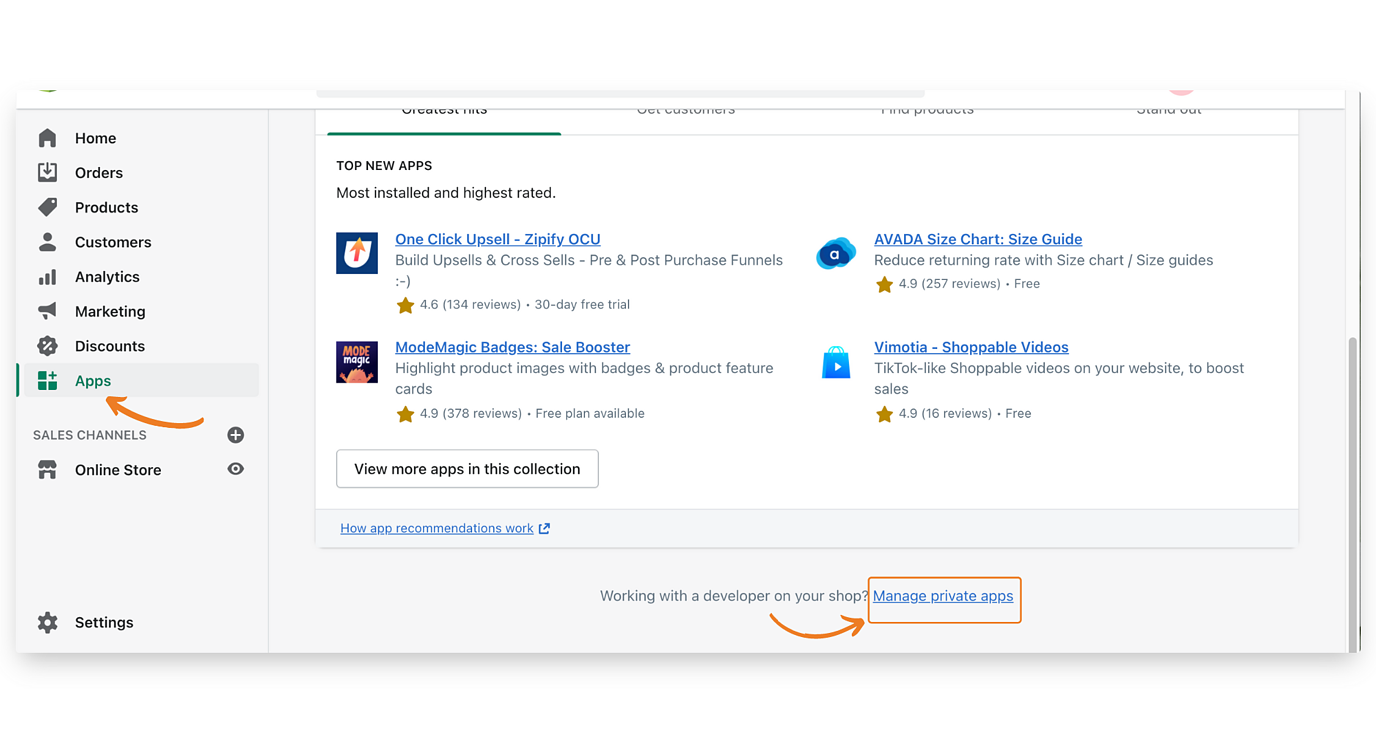 Greatest hits
Get customers
Find products
Stand out
Home
Orders
Products
Customers
Analytics
Marketing
Discounts
Apps
SALES CHANNELS
Online Store
Settings
TOP NEW APPS
Most installed and highest rated.
One Click Upsell - Zipify OCU
Build Upsells & Cross Sells - Pre & Post Purchase Funnels
:-)
4.6 (134 reviews) • 30-day free trial
a
AVADA Size Chart: Size Guide
Reduce returning rate with Size chart / Size guides
4.9 (257 reviews) • Free
MODE
magic
ModeMagic Badges: Sale Booster
Highlight product images with badges & product feature
cards
4.9 (378 reviews) • Free plan available
Vimotia - Shoppable Videos
TikTok-like Shoppable videos on your website, to boost
sales
4.9 (16 reviews) • Free
View more apps in this collection
How app recommendations work
Working with a developer on your shop? Manage private apps